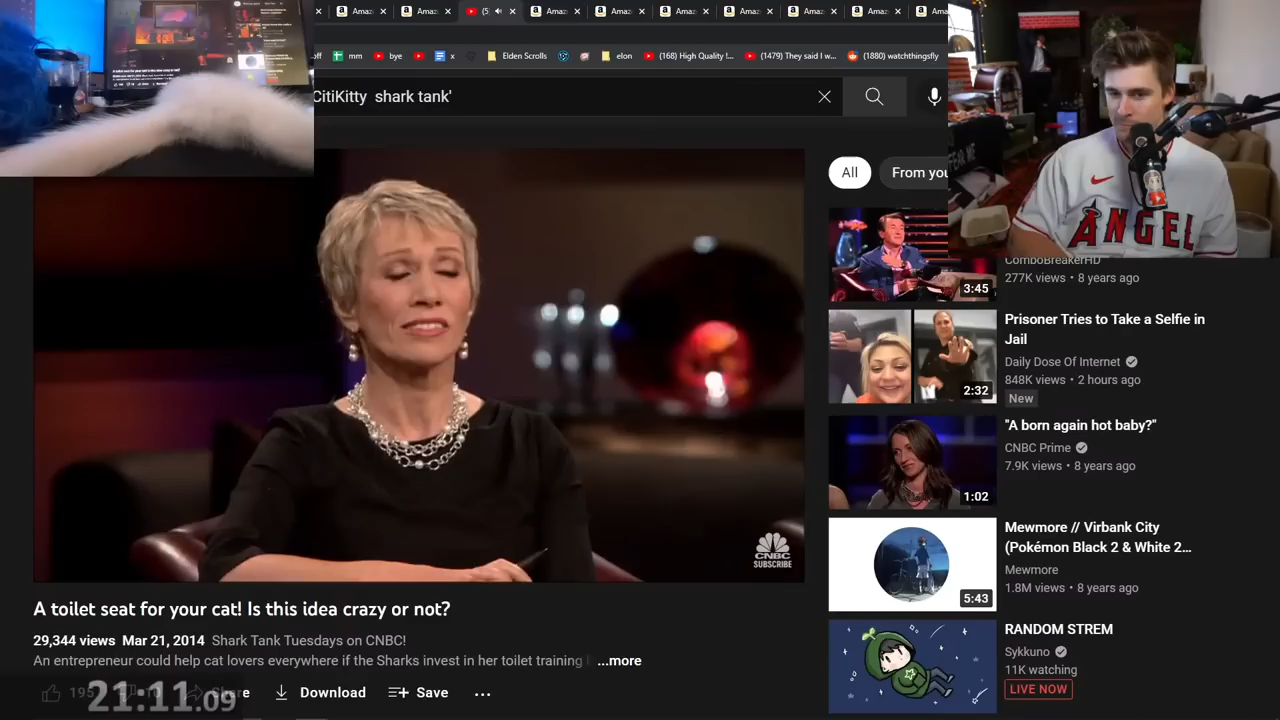 Amaz
Amaz
(5
Amaz
Amaz
Amaz
Amaz
Amaz
Amaz
mm
bye
x
Elden Scrolls
elon
(168) High
(1479) They said I w...
(1880) watchthingsfly
CitiKitty shark tank'
All
From you
ANGEL
ComboBreakerHD
277K views • 8 years ago
3:45
Prisoner Tries to Take a Selfie in
Jail
Daily Dose Of Internet
848K views • 2 hours ago
New
2:32
"A born again hot baby?"
CNBC Prime
7.9K views • 8 years ago
1:02
Mewmore // Virbank City
(Pokémon Black 2 & White 2...
Mewmore
1.8M views • 8 years ago
5:43
RANDOM STREM
Sykkuno
11K watching
LIVE NOW
CNBC
SUBSCRIBE
A toilet seat for your cat! Is this idea crazy or not?
29,344 views Mar 21, 2014 Shark Tank Tuesdays on CNBC!
An entrepreneur could help cat lovers everywhere if the Sharks invest in her toilet training ...more
195
Share
Download
Save
21:11.09